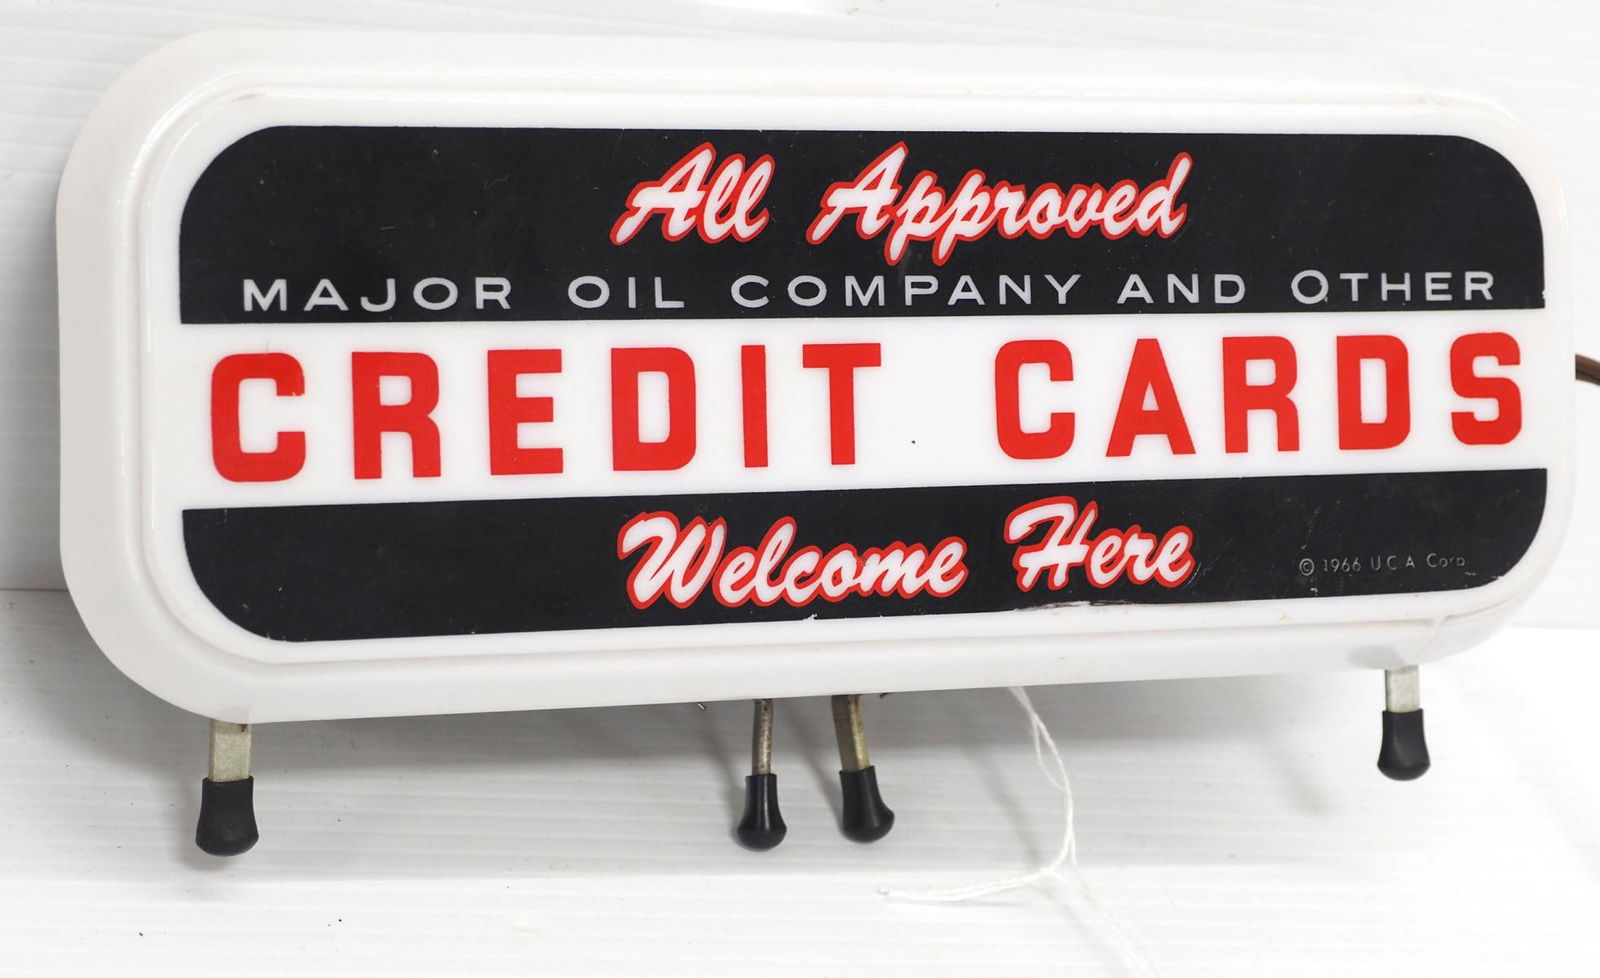 All Approved
MAJOR OIL COMPANY AND OTHER
CREDIT CARDS
Welcome Here
© 1966 U C A Corp